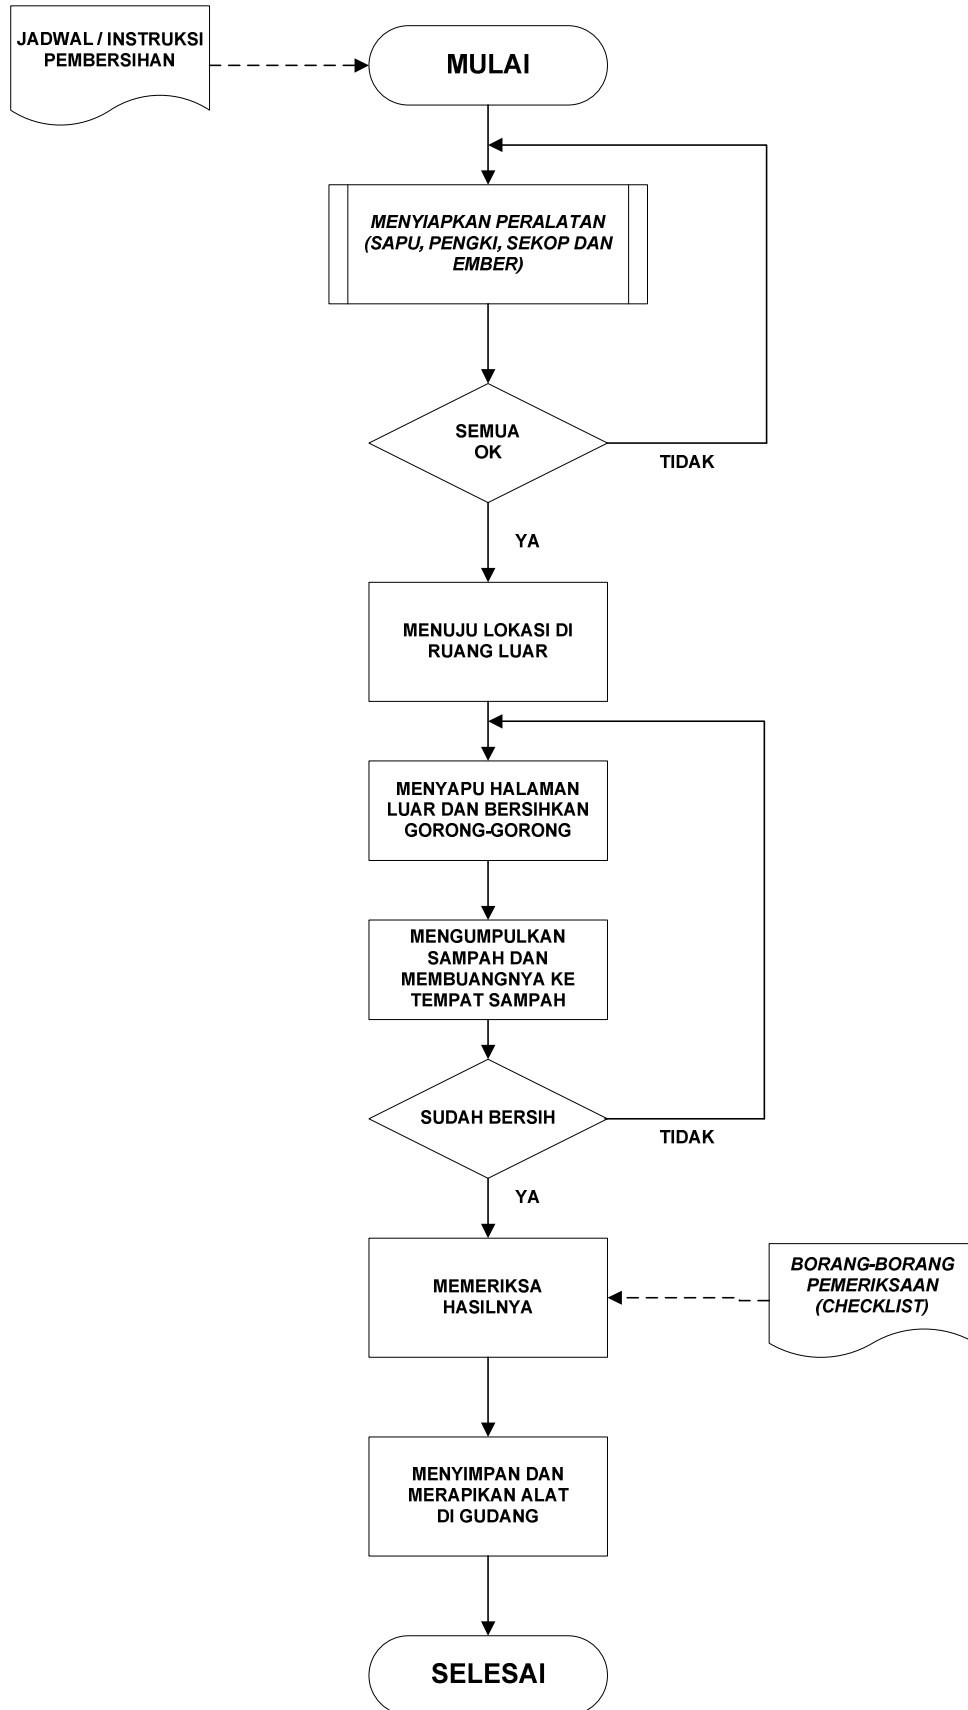 JADWAL / INSTRUKSI
PEMBERSIHAN
MULAI
MENYIAPKAN PERALATAN
(SAPU, PENGKI, SEKOP DAN
EMBER)
SEMUA
OK
TIDAK
YA
MENUJU LOKASI DI
RUANG LUAR
MENYAPU HALAMAN
LUAR DAN BERSIHKAN
GORONG-GORONG
MENGUMPULKAN
SAMPAH DAN
MEMBUANGNYA KE
TEMPAT SAMPAH
SUDAH BERSIH
TIDAK
YA
MEMERIKSA
HASILNYA
BORANG-BORANG
PEMERIKSAAN
(CHECKLIST)
MENYIMPAN DAN
MERAPIKAN ALAT
DI GUDANG
SELESAI